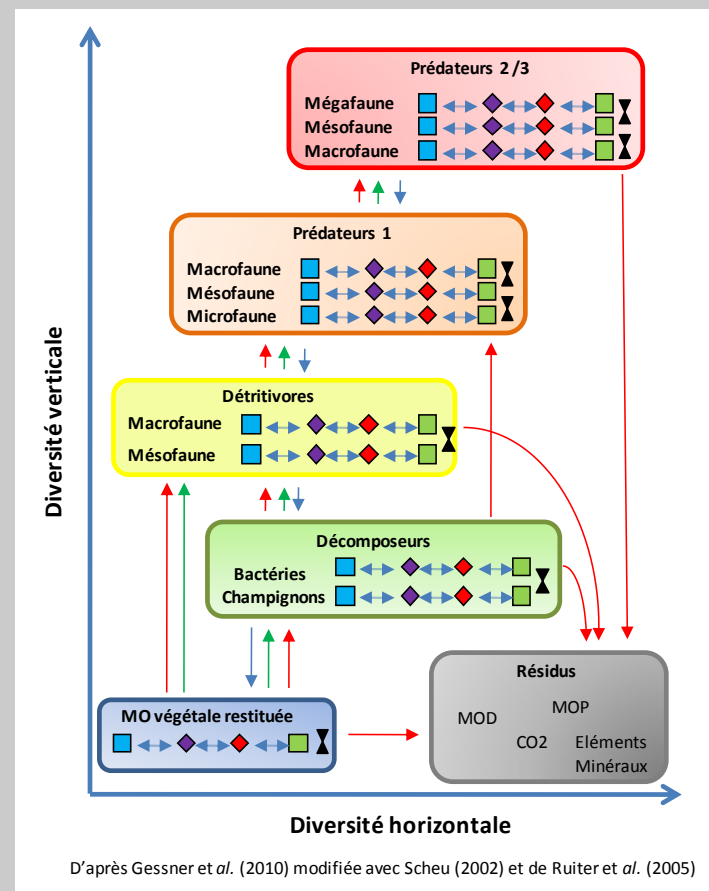 Prédateurs 2/3
Mégafaune
Mésofaune
Macrofaune
Prédateurs 1
Macrofaune
Mésofaune
Microfaune
Détritivores
Macrofaune
Mésofaune
Décomposeurs
Bactéries
Champignons
MO végétale restituée
Résidus
MOD
MOP
CO2
Eléments
Minéraux
Diversité verticale
Diversité horizontale
D'après Gessner et al. (2010) modifiée avec Scheu (2002) et de Ruiter et al. (2005)